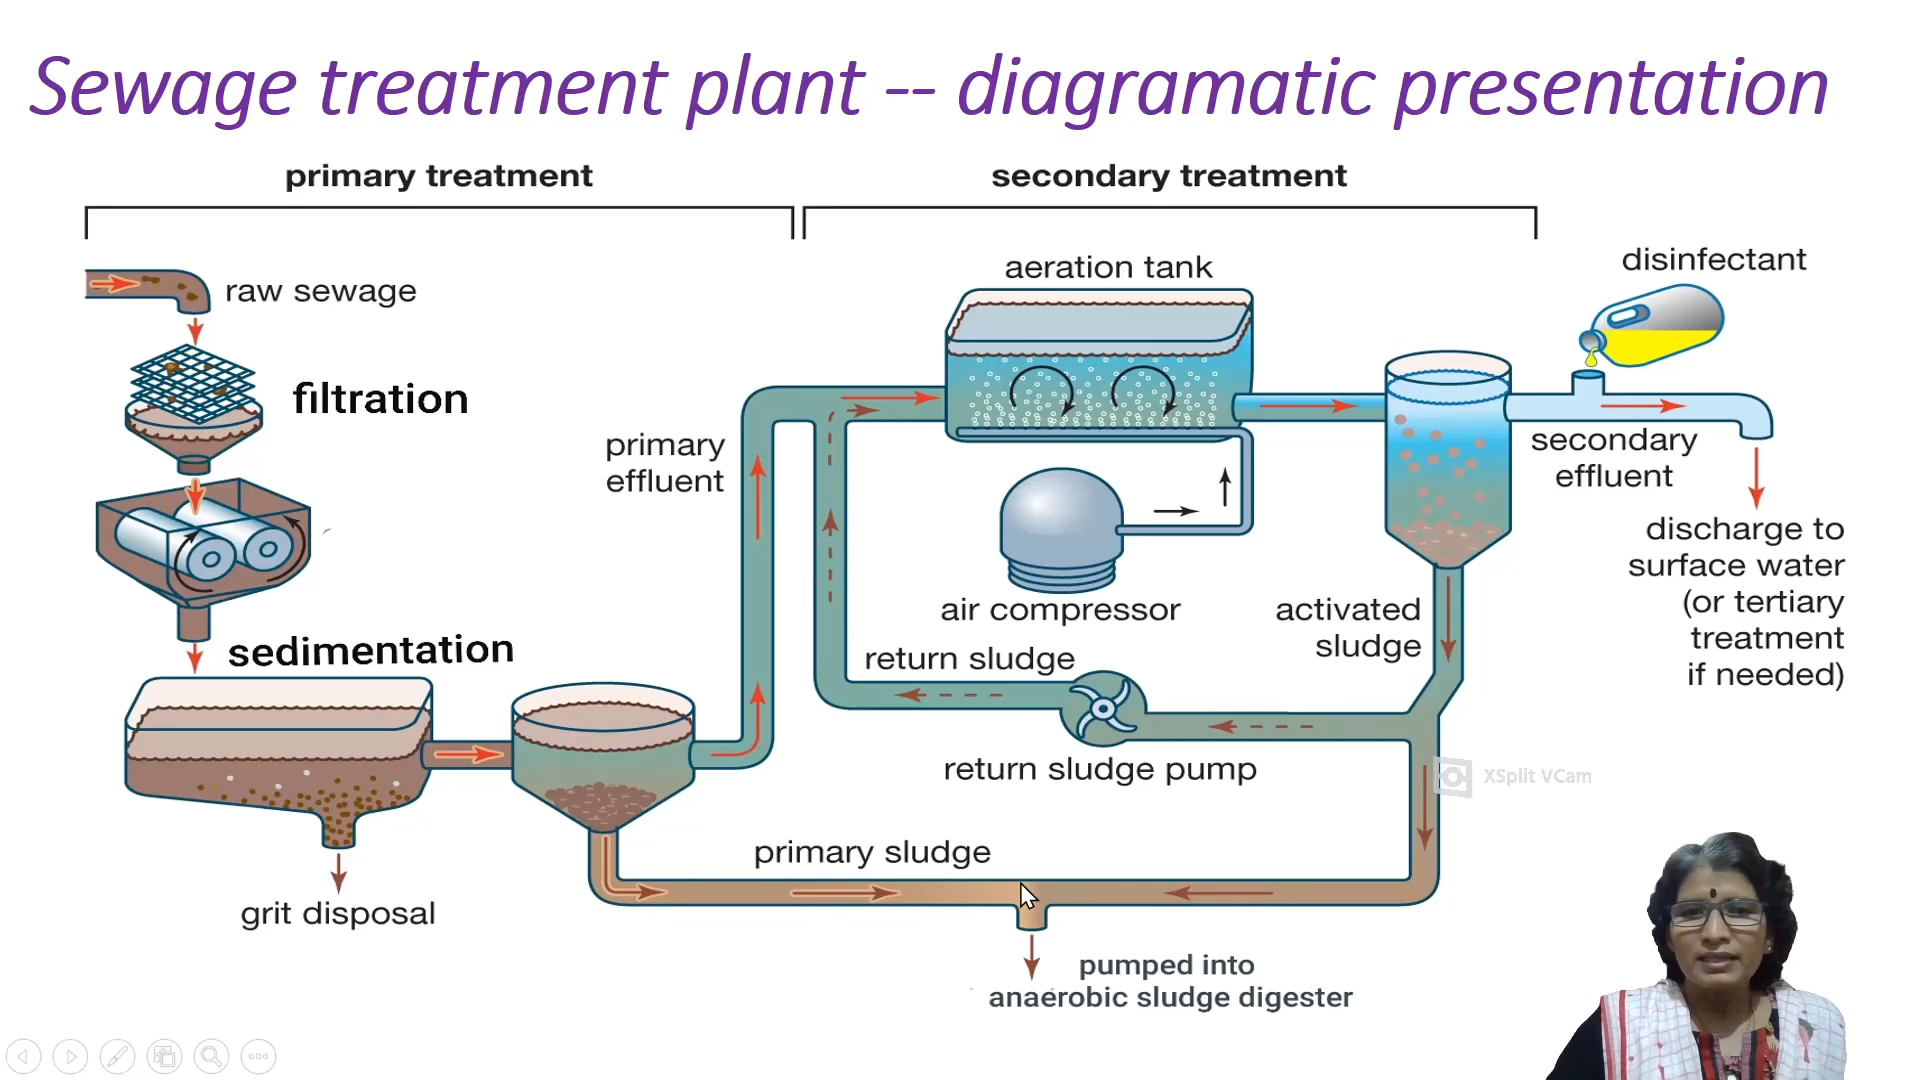 Sewage treatment plant -- diagramatic presentation
primary treatment
secondary treatment
raw sewage
filtration
sedimentation
grit disposal
primary
effluent
primary sludge
aeration tank
air compressor
return sludge
return sludge pump
activated
sludge
pumped into
anaerobic sludge digester
disinfectant
secondary
effluent
discharge to
surface water
(or tertiary
treatment
if needed)
XSplit VCam